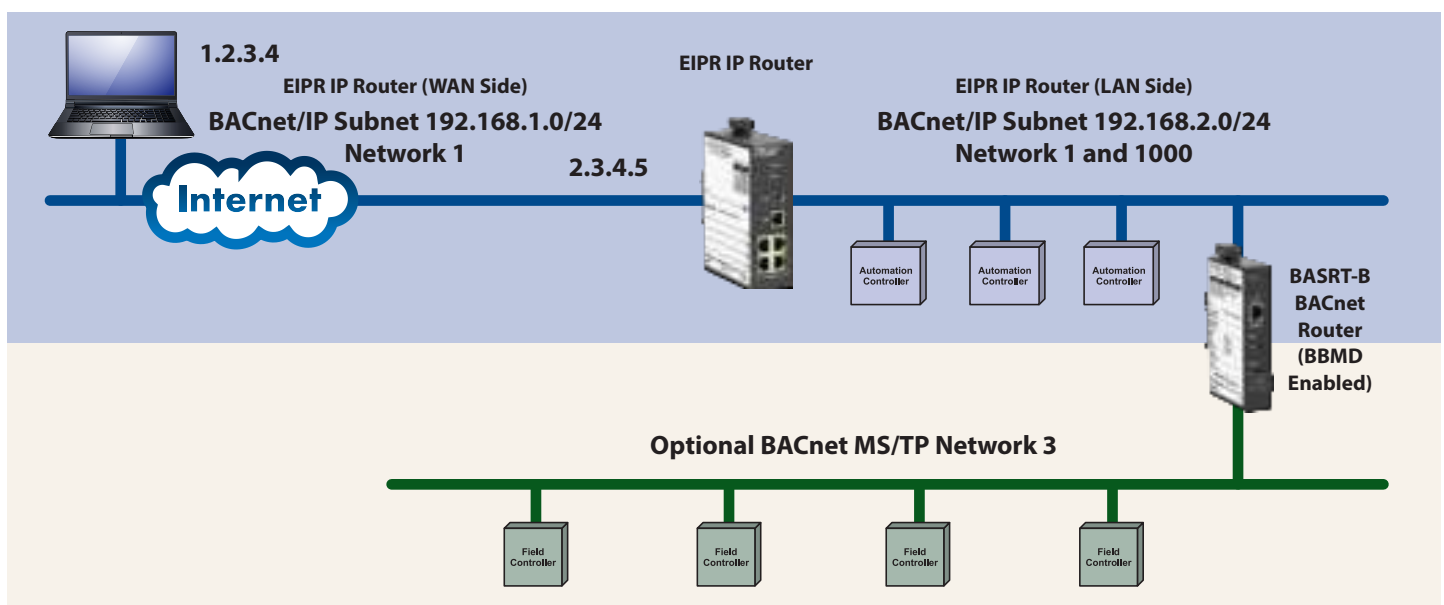 1.2.3.4
EIPR IP Router (WAN Side)
BACnet/IP Subnet 192.168.1.0/24
Network 1
2.3.4.5
Internet
EIPR IP Router
EIPR IP Router (LAN Side)
BACnet/IP Subnet 192.168.2.0/24
Network 1 and 1000
Automation
Controller
Automation
Controller
Automation
Controller
BASRT-B
BACnet
Router
(BBMD
Enabled)
Optional BACnet MS/TP Network 3
Field
Controller
Field
Controller
Field
Controller
Field
Controller